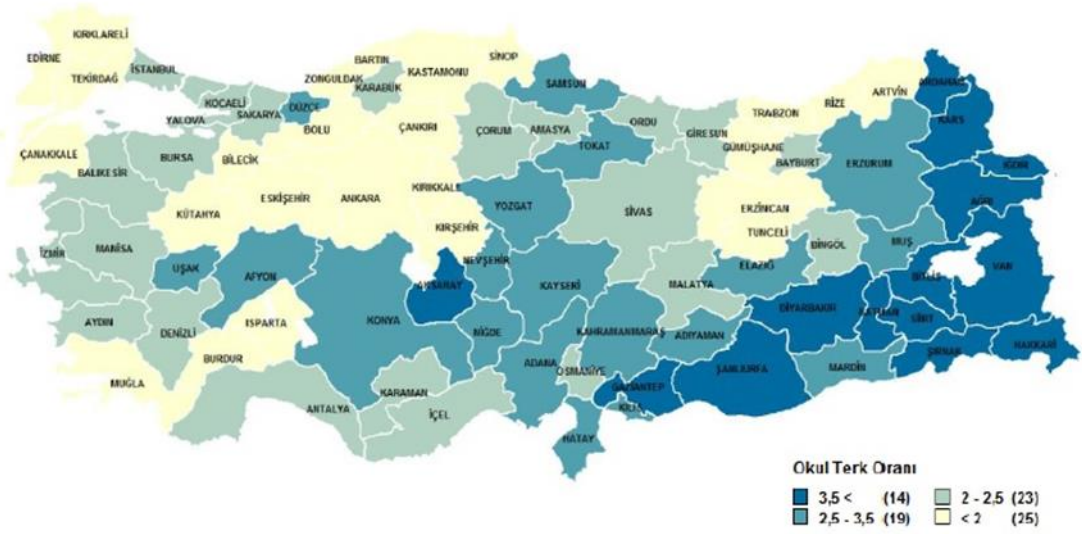 KIRKLARELİ
EDİRNE
TEKİRDAĞ
İSTANBUL
KOCAELİ
YALOVA
SAKARYA
DÜZCE
ZONGULDAK
BARTIN
KARABÜK
KASTAMONU
SİNOP
SAMSUN
BOLU
ÇANKIRI
ÇORUM
AMASYA
ORDU
GİRESUN
TRABZON
RİZE
ARTVİN
ARDAHAN
KARS
ÇANAKKALE
BALIKESİR
BURSA
BİLECİK
TOKAT
GÜMÜŞHANE
BAYBURT
ERZURUM
IĞDIR
KÜTAHYA
ESKİŞEHİR
ANKARA
KIRIKKALE
YOZGAT
SİVAS
ERZİNCAN
AĞRI
KIRŞEHİR
TUNCELİ
İZMİR
MANİSA
UŞAK
AFYON
NEVŞEHİR
KAYSERİ
MALATYA
ELAZIĞ
BİNGÖL
MUŞ
BİTLİS
VAN
AKSARAY
AYDIN
DENİZLİ
ISPARTA
KONYA
NİĞDE
KAHRAMANMARAŞ
ADIYAMAN
DİYARBAKIR
BATMAN
SİİRT
BURDUR
MUĞLA
ANTALYA
KARAMAN
İÇEL
ADANA
OSMANİYE
GAZİANTEP
KİLİS
ŞANLIURFA
MARDİN
ŞIRNAK
HAKKARİ
HATAY
Okul Terk Oranı
3,5 < (14) 2 - 2,5 (23)
2,5 - 3,5 (19) < 2 (25)